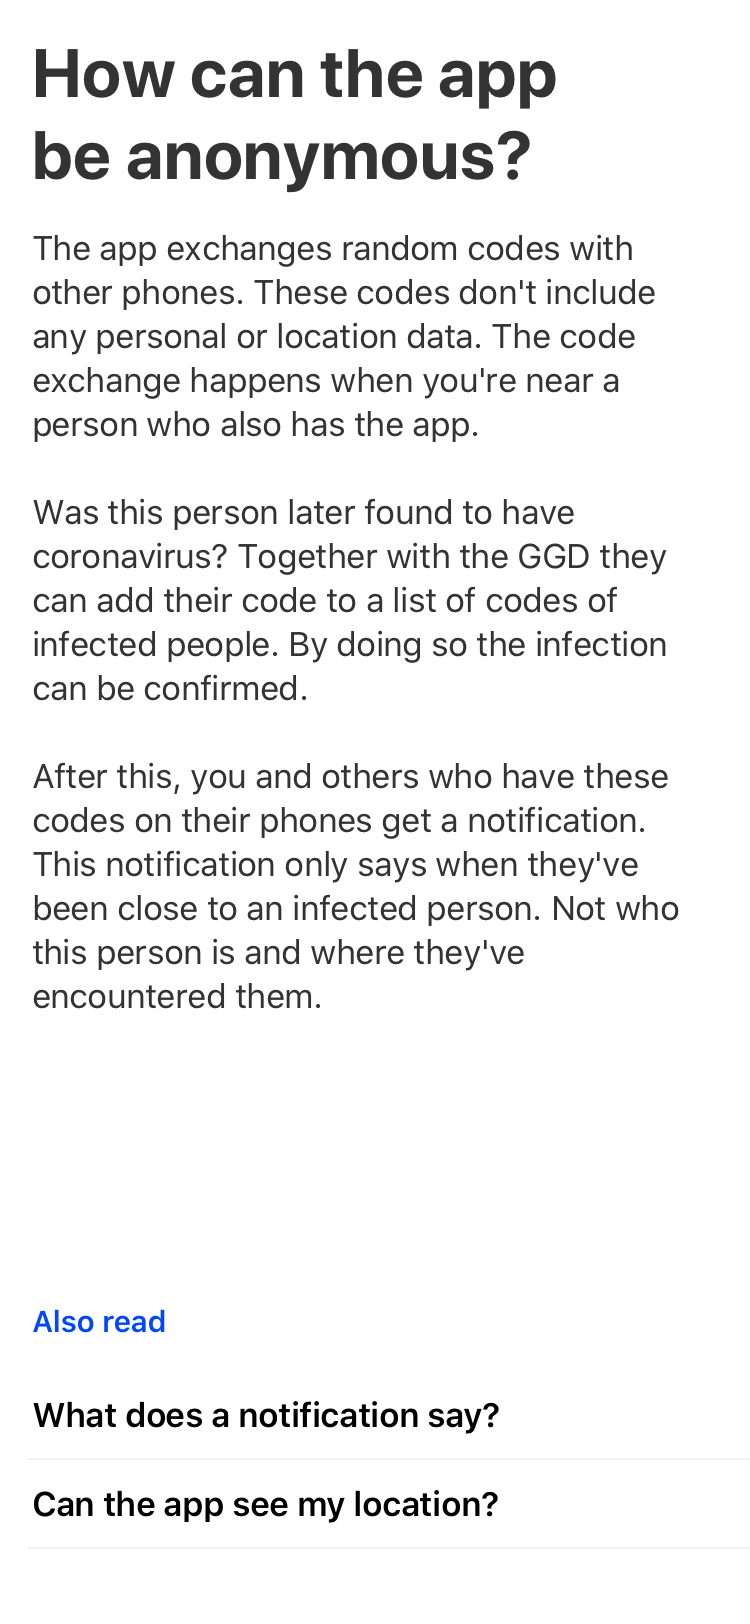 How can the app
be anonymous?
The app exchanges random codes with
other phones. These codes don't include
any personal or location data. The code
exchange happens when you're near a
person who also has the app.
Was this person later found to have
coronavirus? Together with the GGD they
can add their code to a list of codes of
infected people. By doing so the infection
can be confirmed.
After this, you and others who have these
codes on their phones get a notification.
This notification only says when they've
been close to an infected person. Not who
this person is and where they've
encountered them.
Also read
What does a notification say?
Can the app see my location?